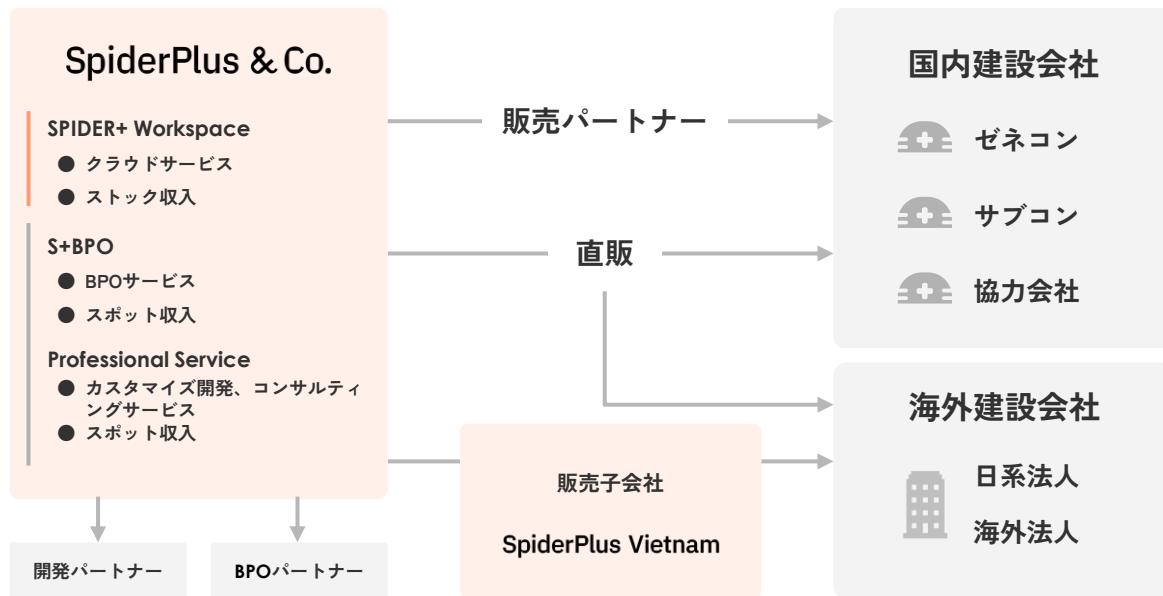 SpiderPlus & Co.
SPIDER+ Workspace
● クラウドサービス
● ストック収入
S+BPO
● BPOサービス
● スポット収入
Professional Service
● カスタマイズ開発、コンサルティ
ングサービス
● スポット収入
開発パートナー
BPOパートナー
販売パートナー
直販
販売子会社
SpiderPlus Vietnam
国内建設会社
ゼネコン
サブコン
協力会社
海外建設会社
日系法人
海外法人